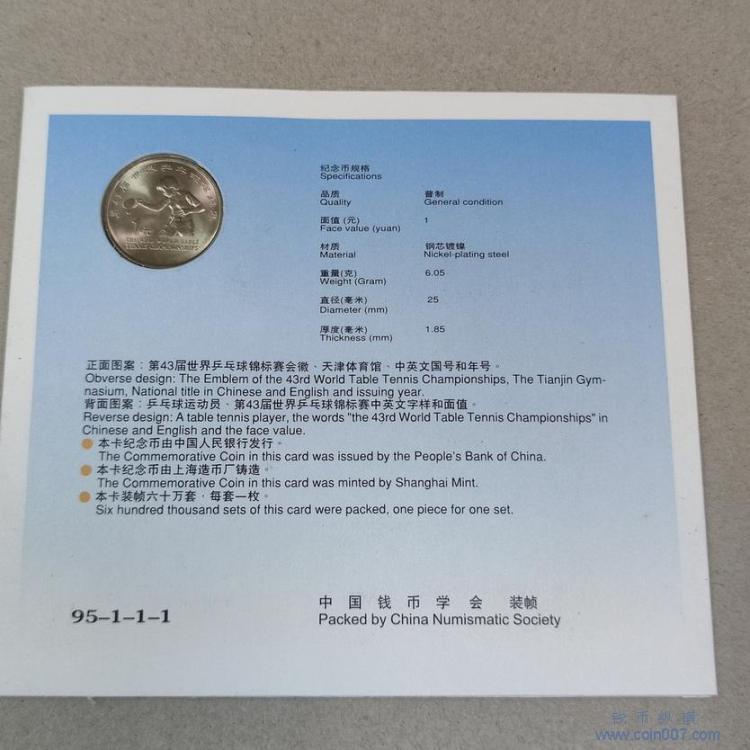 纪念币规格
Specifications
品质 普制
Quality General condition
面值(元) 1
Face value (yuan)
材质 钢芯镀镍
Material Nickel-plating steel
重量(克) 6.05
Weight (Gram)
直径(毫米) 25
Diameter (mm)
厚度(毫米) 1.85
Thickness (mm)
正面图案:第43届世界乒乓球锦标赛会徽、天津体育馆、中英文国号和年号。
Obverse design: The Emblem of the 43rd World Table Tennis Championships, The Tianjin Gym-
nasium, National title in Chinese and English and issuing year.
背面图案:乒乓球运动员、第43届世界乒乓球锦标赛中英文字样和面值。
Reverse design: A table tennis player, the words "the 43rd World Table Tennis Championships" in
Chinese and English and the face value.
本卡纪念币由中国人民银行发行。
The Commemorative Coin in this card was issued by the People's Bank of China.
本卡纪念币由上海造币厂铸造。
The Commemorative Coin in this card was minted by Shanghai Mint.
本卡装帧六十万套,每套一枚。
Six hundred thousand sets of this card were packed, one piece for one set.
95-1-1-1
中国钱币学会 装帧
Packed by China Numismatic Society
钱币纵横
www.coin007.com